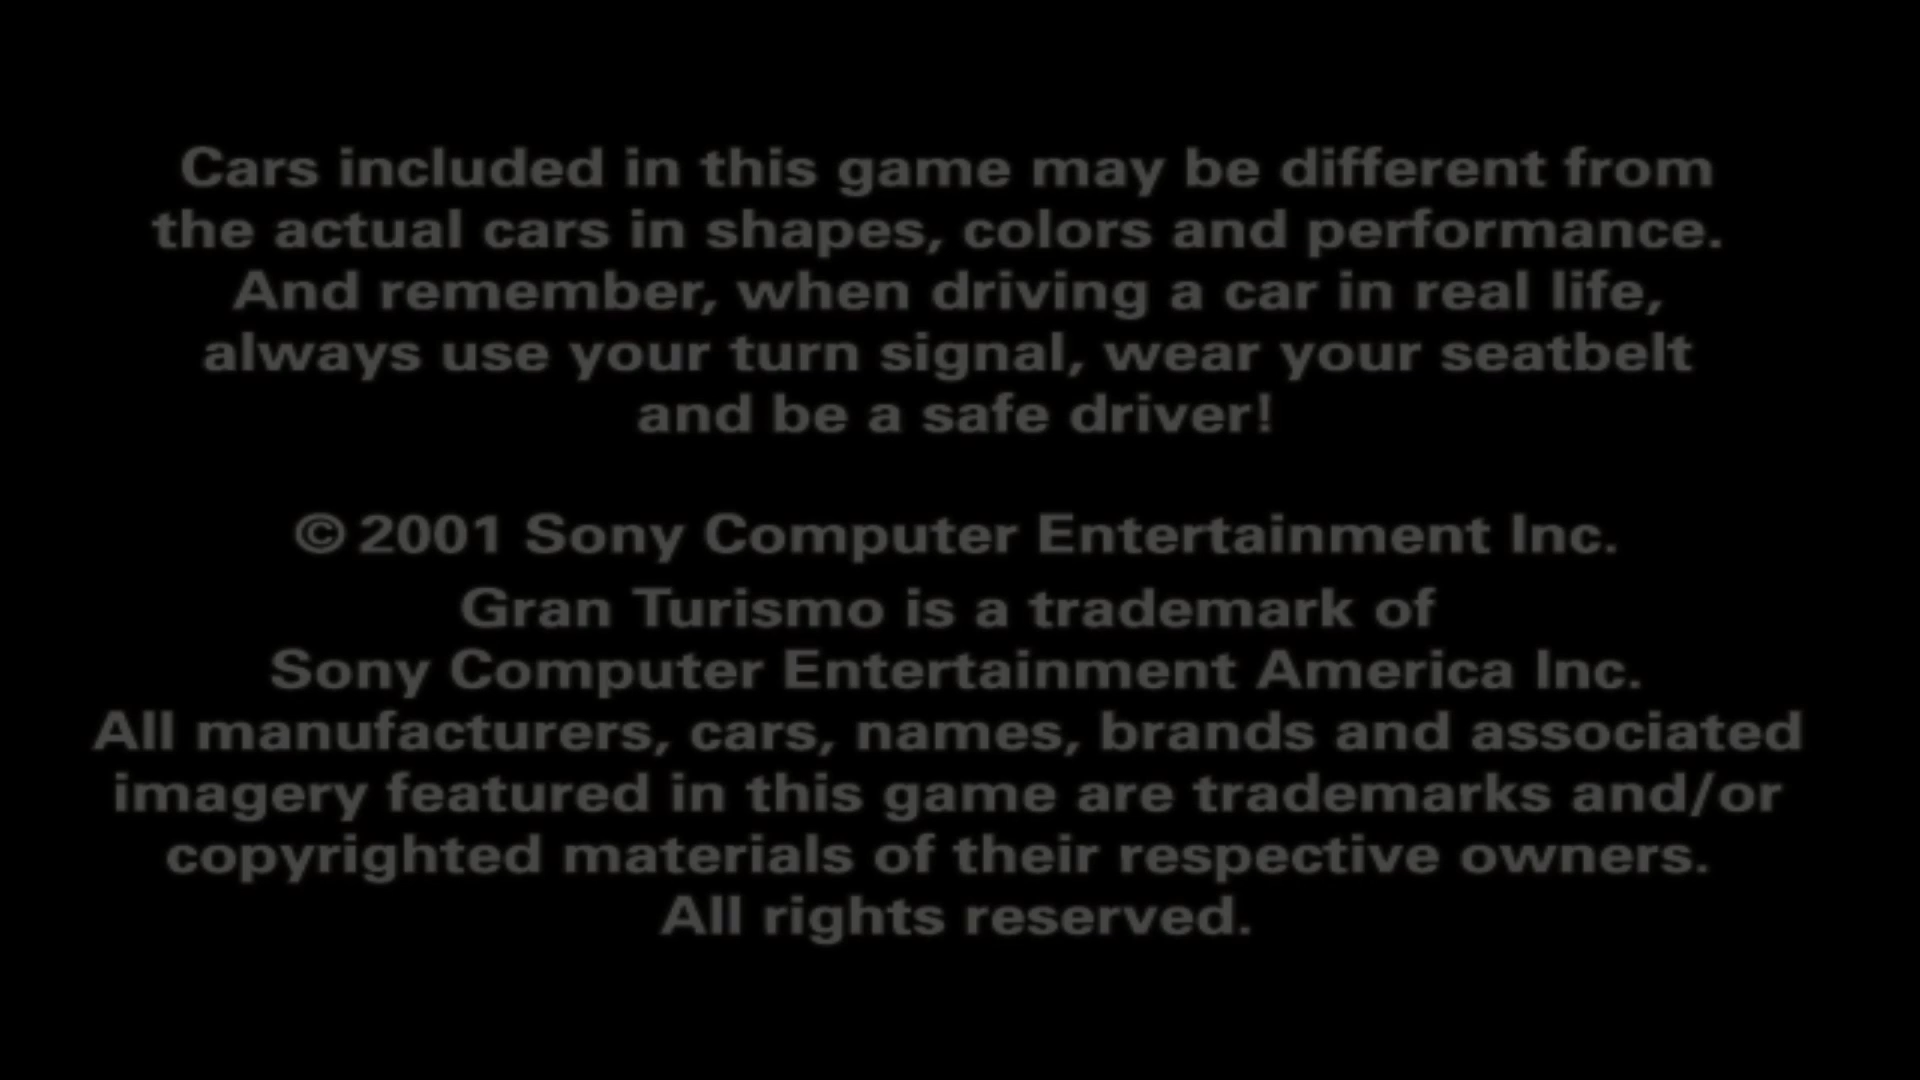 Cars included in this game may be different from
the actual cars in shapes, colors and performance.
And remember, when driving a car in real life,
always use your turn signal, wear your seatbelt
and be a safe driver!
© 2001 Sony Computer Entertainment Inc.
Gran Turismo is a trademark of
Sony Computer Entertainment America Inc.
All manufacturers, cars, names, brands and associated
imagery featured in this game are trademarks and/or
copyrighted materials of their respective owners.
All rights reserved.